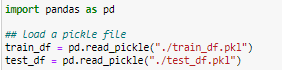 import pandas as pd
## load a pickle file
train_df = pd.read_pickle("./train_df.pkl")
test_df = pd.read_pickle("./test_df.pkl")